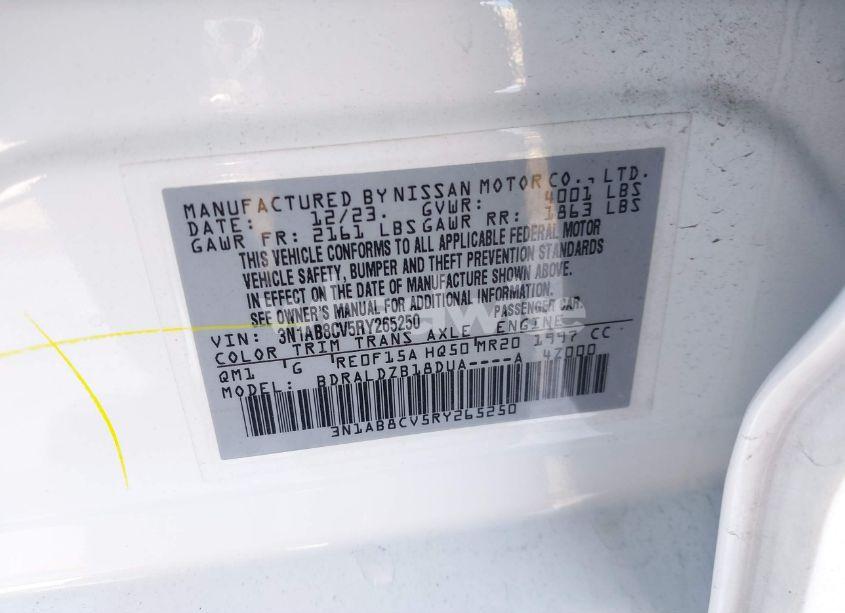 MANUFACTURED BY NISSAN MOTOR CO., LTD.
DATE: 12/23. GVWR: 4001 LBS
GAWR FR: 2161 LBS GAWR RR: 1863 LBS
THIS VEHICLE CONFORMS TO ALL APPLICABLE FEDERAL MOTOR
VEHICLE SAFETY, BUMPER AND THEFT PREVENTION STANDARDS
IN EFFECT ON THE DATE OF MANUFACTURE SHOWN ABOVE.
SEE OWNER'S MANUAL FOR ADDITIONAL INFORMATION.
VIN: 3N1AB8CV5RY265250 PASSENGER CAR.
COLOR TRIM TRANS AXLE ENGINE
QM1 G RE0F15A HQ50 MR20 1997 CC
MODEL: BDRALDZB18DUA----A 4Z000
3N1AB8CV5RY265250